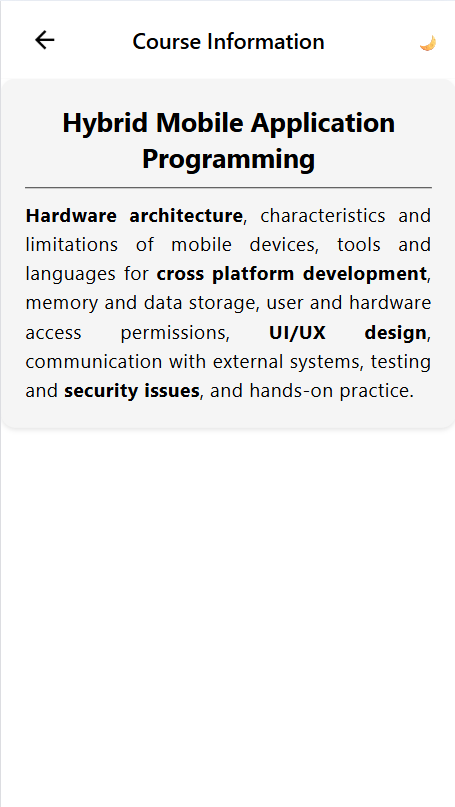 Course Information
Hybrid Mobile Application
Programming
Hardware architecture, characteristics and
limitations of mobile devices, tools and
languages for cross platform development,
memory and data storage, user and hardware
access permissions, UI/UX design,
communication with external systems, testing
and security issues, and hands-on practice.